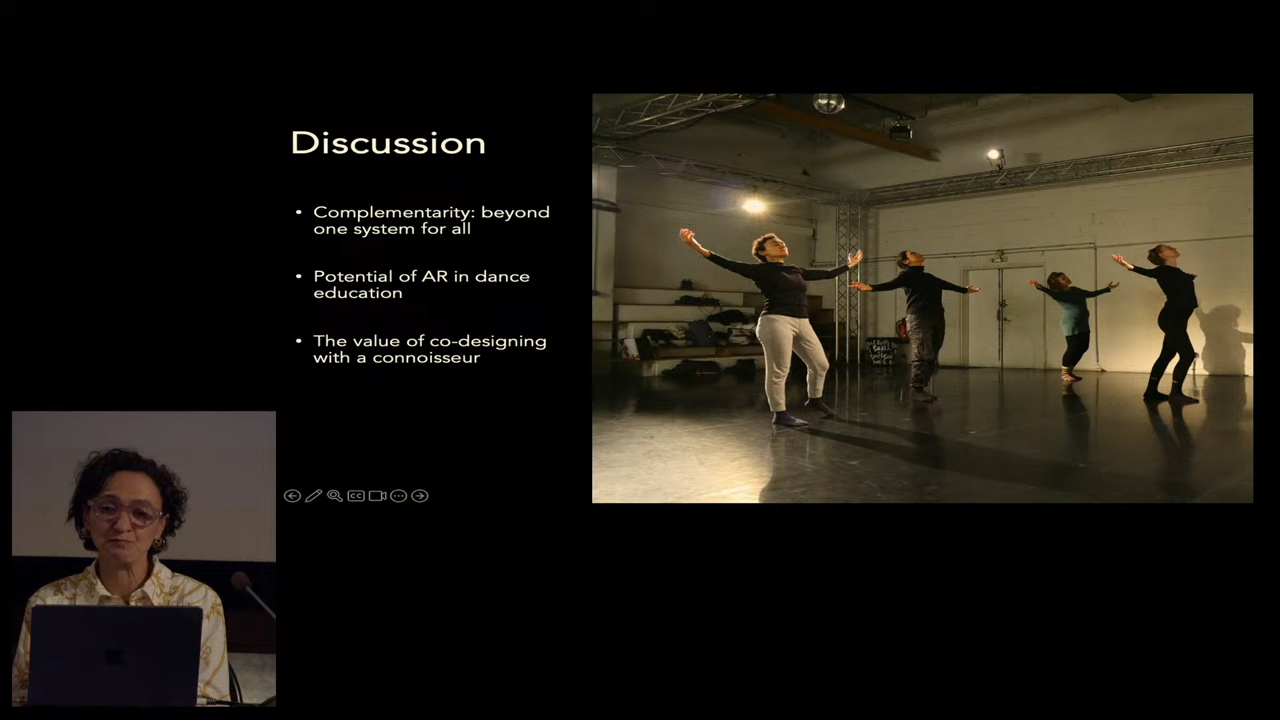 Discussion
• Complementarity: beyond
one system for all
• Potential of AR in dance
education
• The value of co-designing
with a connoisseur
CC